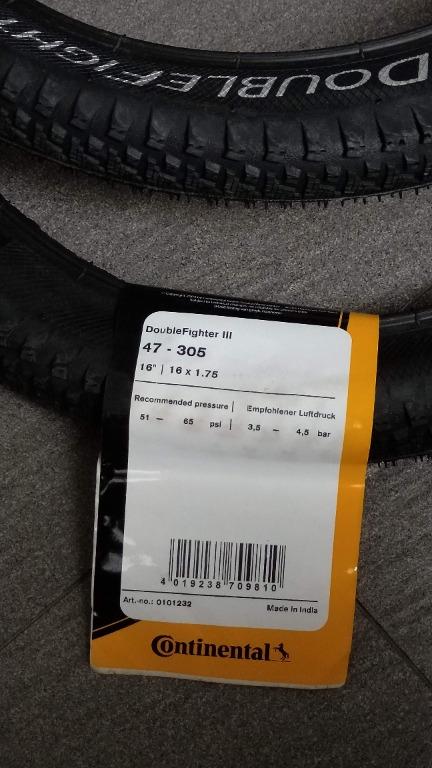 DOUBLEFIGHT
DoubleFighter III
47 - 305
16" | 16 x 1.75
Recommended pressure | Empfohlener Luftdruck
51 – 65 psi | 3,5 – 4,5 bar
4 019238 709810
Art.-no.: 0101232 Made in India
Continental